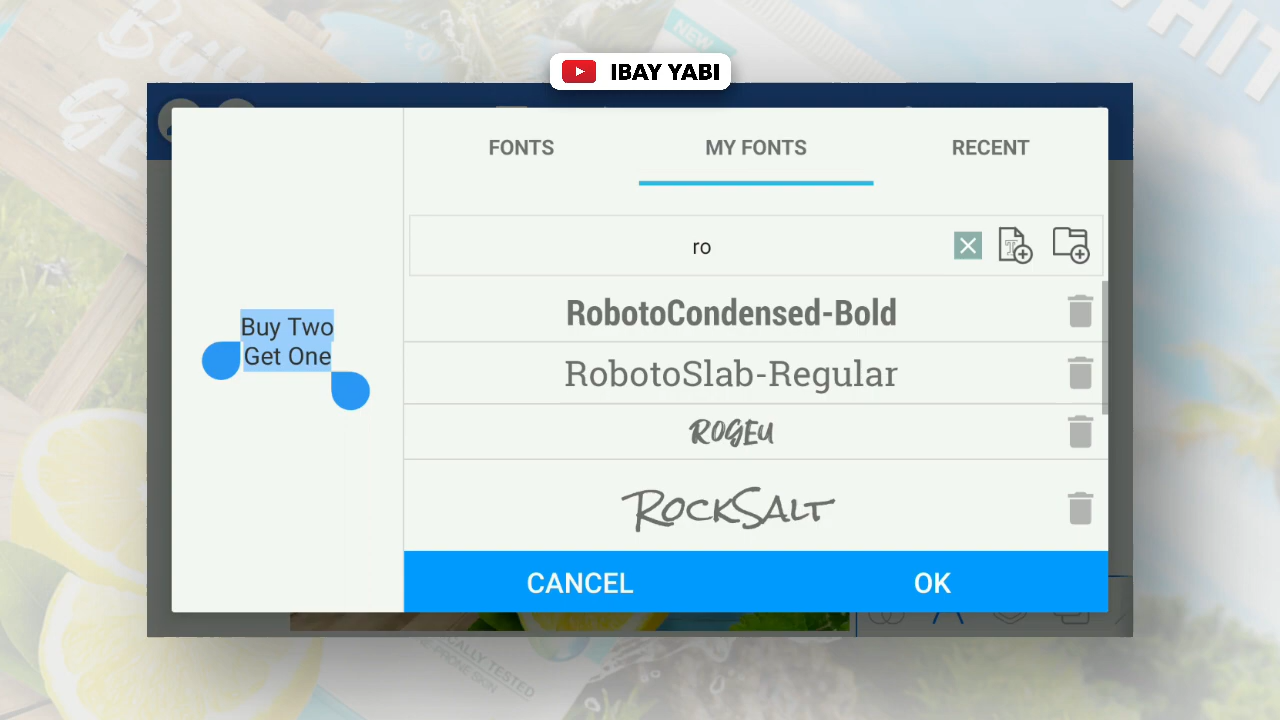 IBAY YABI
FONTS
MY FONTS
RECENT
ro
Buy Two
Get One
RobotoCondensed-Bold
RobotoSlab-Regular
ROGEU
ROCKSALT
CANCEL
OK
NEW